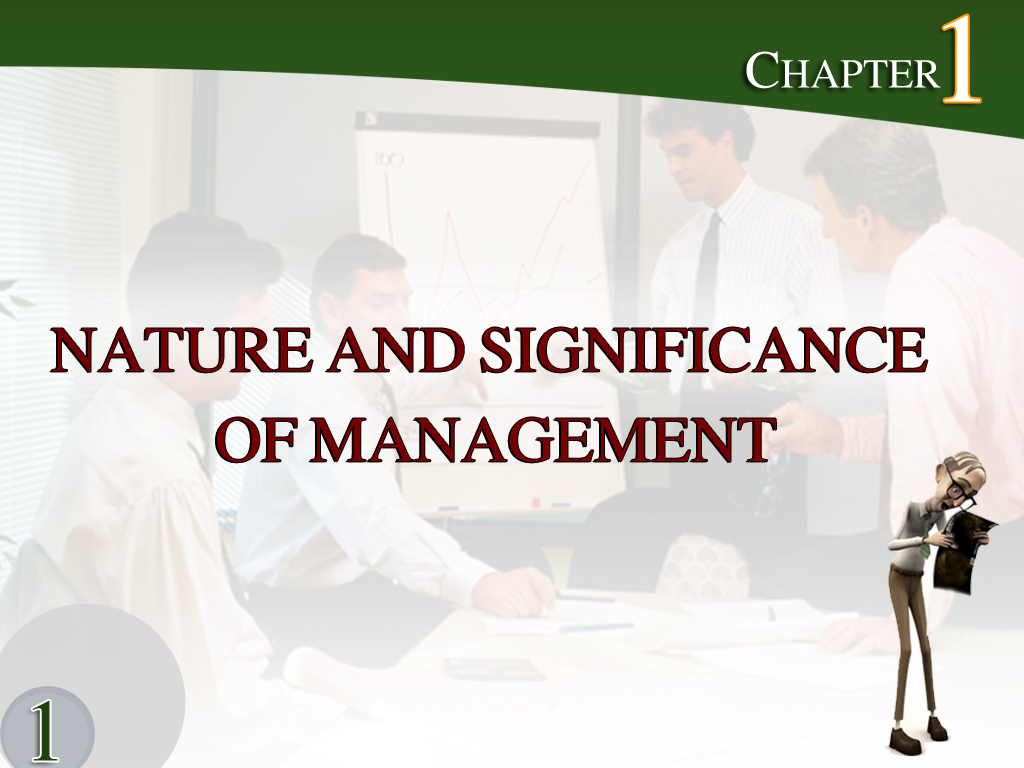 CHAPTER 1
NATURE AND SIGNIFICANCE
OF MANAGEMENT
1